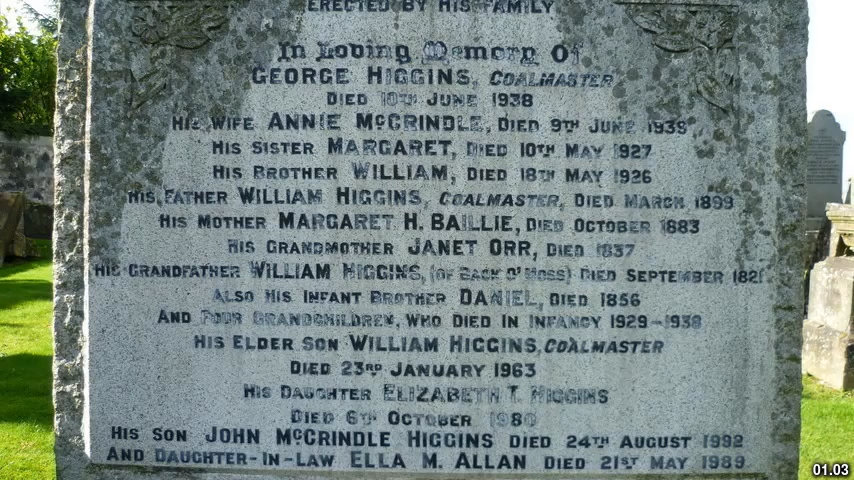 ERECTED BY HIS FAMILY
In Loving Memory Of
GEORGE HIGGINS, COALMASTER
DIED 10TH JUNE 1938
HIS WIFE ANNIE MCCRINDLE, DIED 9TH JUNE 1939
HIS SISTER MARGARET, DIED 10TH MAY 1927
HIS BROTHER WILLIAM, DIED 18TH MAY 1926
HIS FATHER WILLIAM HIGGINS, COALMASTER, DIED MARCH 1899
HIS MOTHER MARGARET H. BAILLIE, DIED OCTOBER 1883
HIS GRANDMOTHER JANET ORR, DIED 1837
HIS GRANDFATHER WILLIAM HIGGINS, (OF BACK O' MOSS) DIED SEPTEMBER
ALSO HIS INFANT BROTHER DANIEL, DIED 1856
AND FOUR GRANDCHILDREN, WHO DIED IN INFANCY 1929-1938
HIS ELDER SON WILLIAM HIGGINS, COALMASTER
DIED 23RD JANUARY 1963
HIS DAUGHTER ELIZABETH T. HIGGINS
DIED 6TH OCTOBER 1980
HIS SON JOHN MCCRINDLE HIGGINS DIED 24TH AUGUST 1992
AND DAUGHTER-IN-LAW ELLA M. ALLAN DIED 21ST MAY 1989
01.03